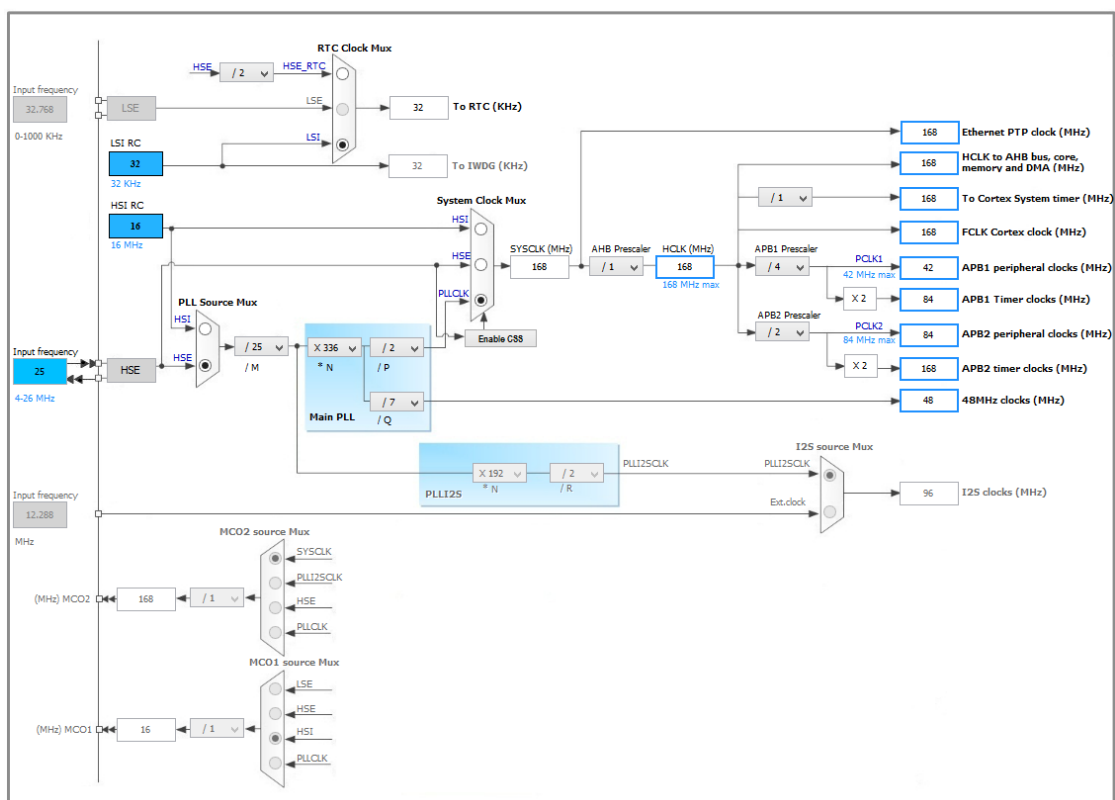 RTC Clock Mux
HSE
/ 2
HSE_RTC
Input frequency
32.768
0-1000 KHz
LSE
LSE
32
To RTC (KHz)
LSI RC
32
32 KHz
LSI
32
To IWDG (KHz)
HSI RC
16
16 MHz
System Clock Mux
HSI
HSE
PLLCLK
Enable CSS
SYSCLK (MHz)
168
AHB Prescaler
/ 1
HCLK (MHz)
168
168 MHz max
168
Ethernet PTP clock (MHz)
168
HCLK to AHB bus, core,
memory and DMA (MHz)
/ 1
168
To Cortex System timer (MHz)
168
FCLK Cortex clock (MHz)
APB1 Prescaler
/ 4
PCLK1
42 MHz max
42
APB1 peripheral clocks (MHz)
X 2
84
APB1 Timer clocks (MHz)
APB2 Prescaler
/ 2
PCLK2
84 MHz max
84
APB2 peripheral clocks (MHz)
X 2
168
APB2 timer clocks (MHz)
48
48MHz clocks (MHz)
PLL Source Mux
HSI
HSE
Input frequency
25
4-26 MHz
HSE
/ 25
/ M
X 336
* N
/ 2
/ P
/ 7
/ Q
Main PLL
X 192
* N
/ 2
/ R
PLLI2S
PLLI2SCLK
I2S source Mux
PLLI2SCLK
Ext.clock
96
I2S clocks (MHz)
Input frequency
12.288
MHz
MCO2 source Mux
SYSCLK
PLLI2SCLK
HSE
PLLCLK
(MHz) MCO2
168
/ 1
MCO1 source Mux
LSE
HSE
HSI
PLLCLK
(MHz) MCO1
16
/ 1